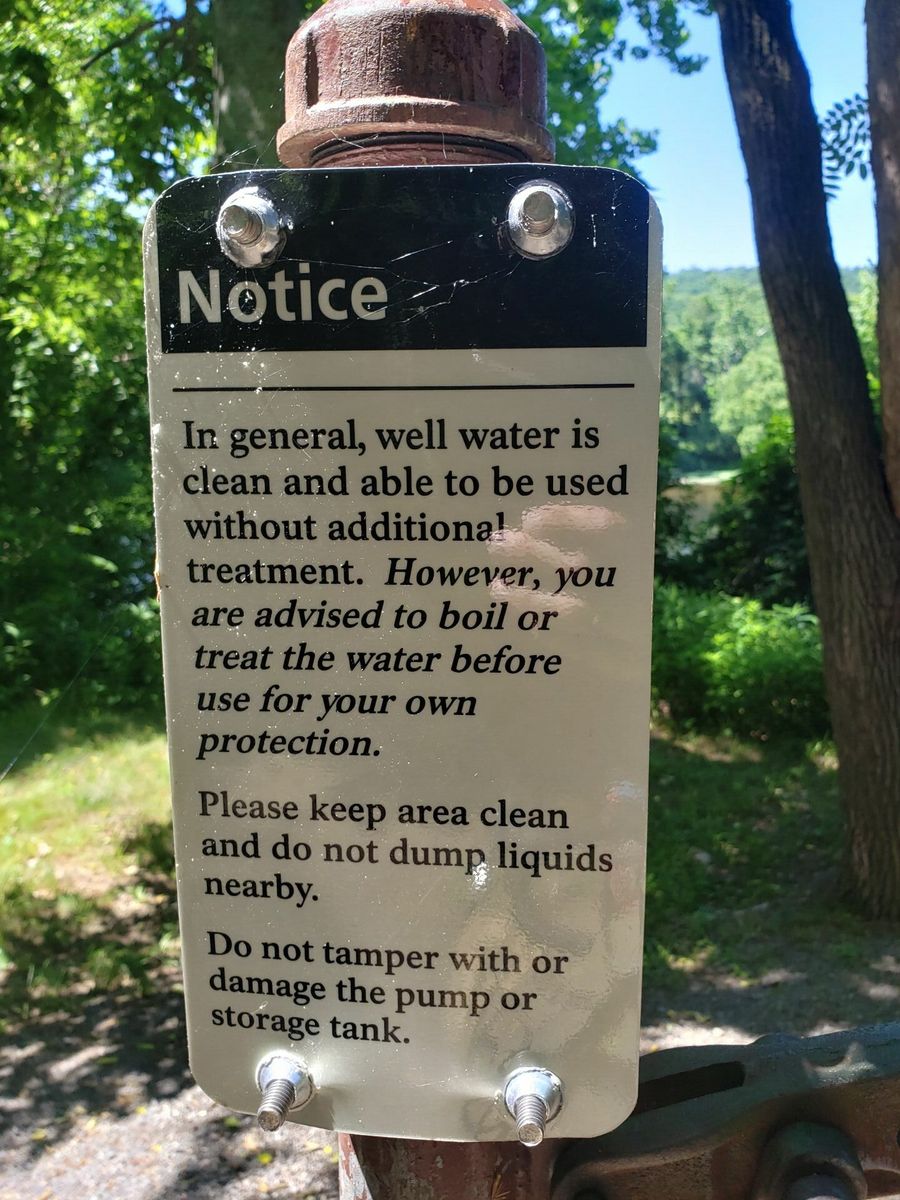 Notice
In general, well water is
clean and able to be used
without additional
treatment. However, you
are advised to boil or
treat the water before
use for your own
protection.
Please keep area clean
and do not dump liquids
nearby.
Do not tamper with or
damage the pump or
storage tank.